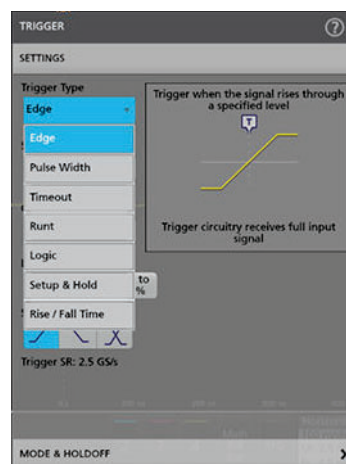 TRIGGER
?
SETTINGS
Trigger Type
Edge
Edge
Pulse Width
Timeout
Runt
Logic
Setup & Hold
Rise / Fall Time
to
%
Trigger SR: 2.5 GS/s
Trigger when the signal rises through
a specified level
T
Trigger circuitry receives full input
signal
MODE & HOLDOFF